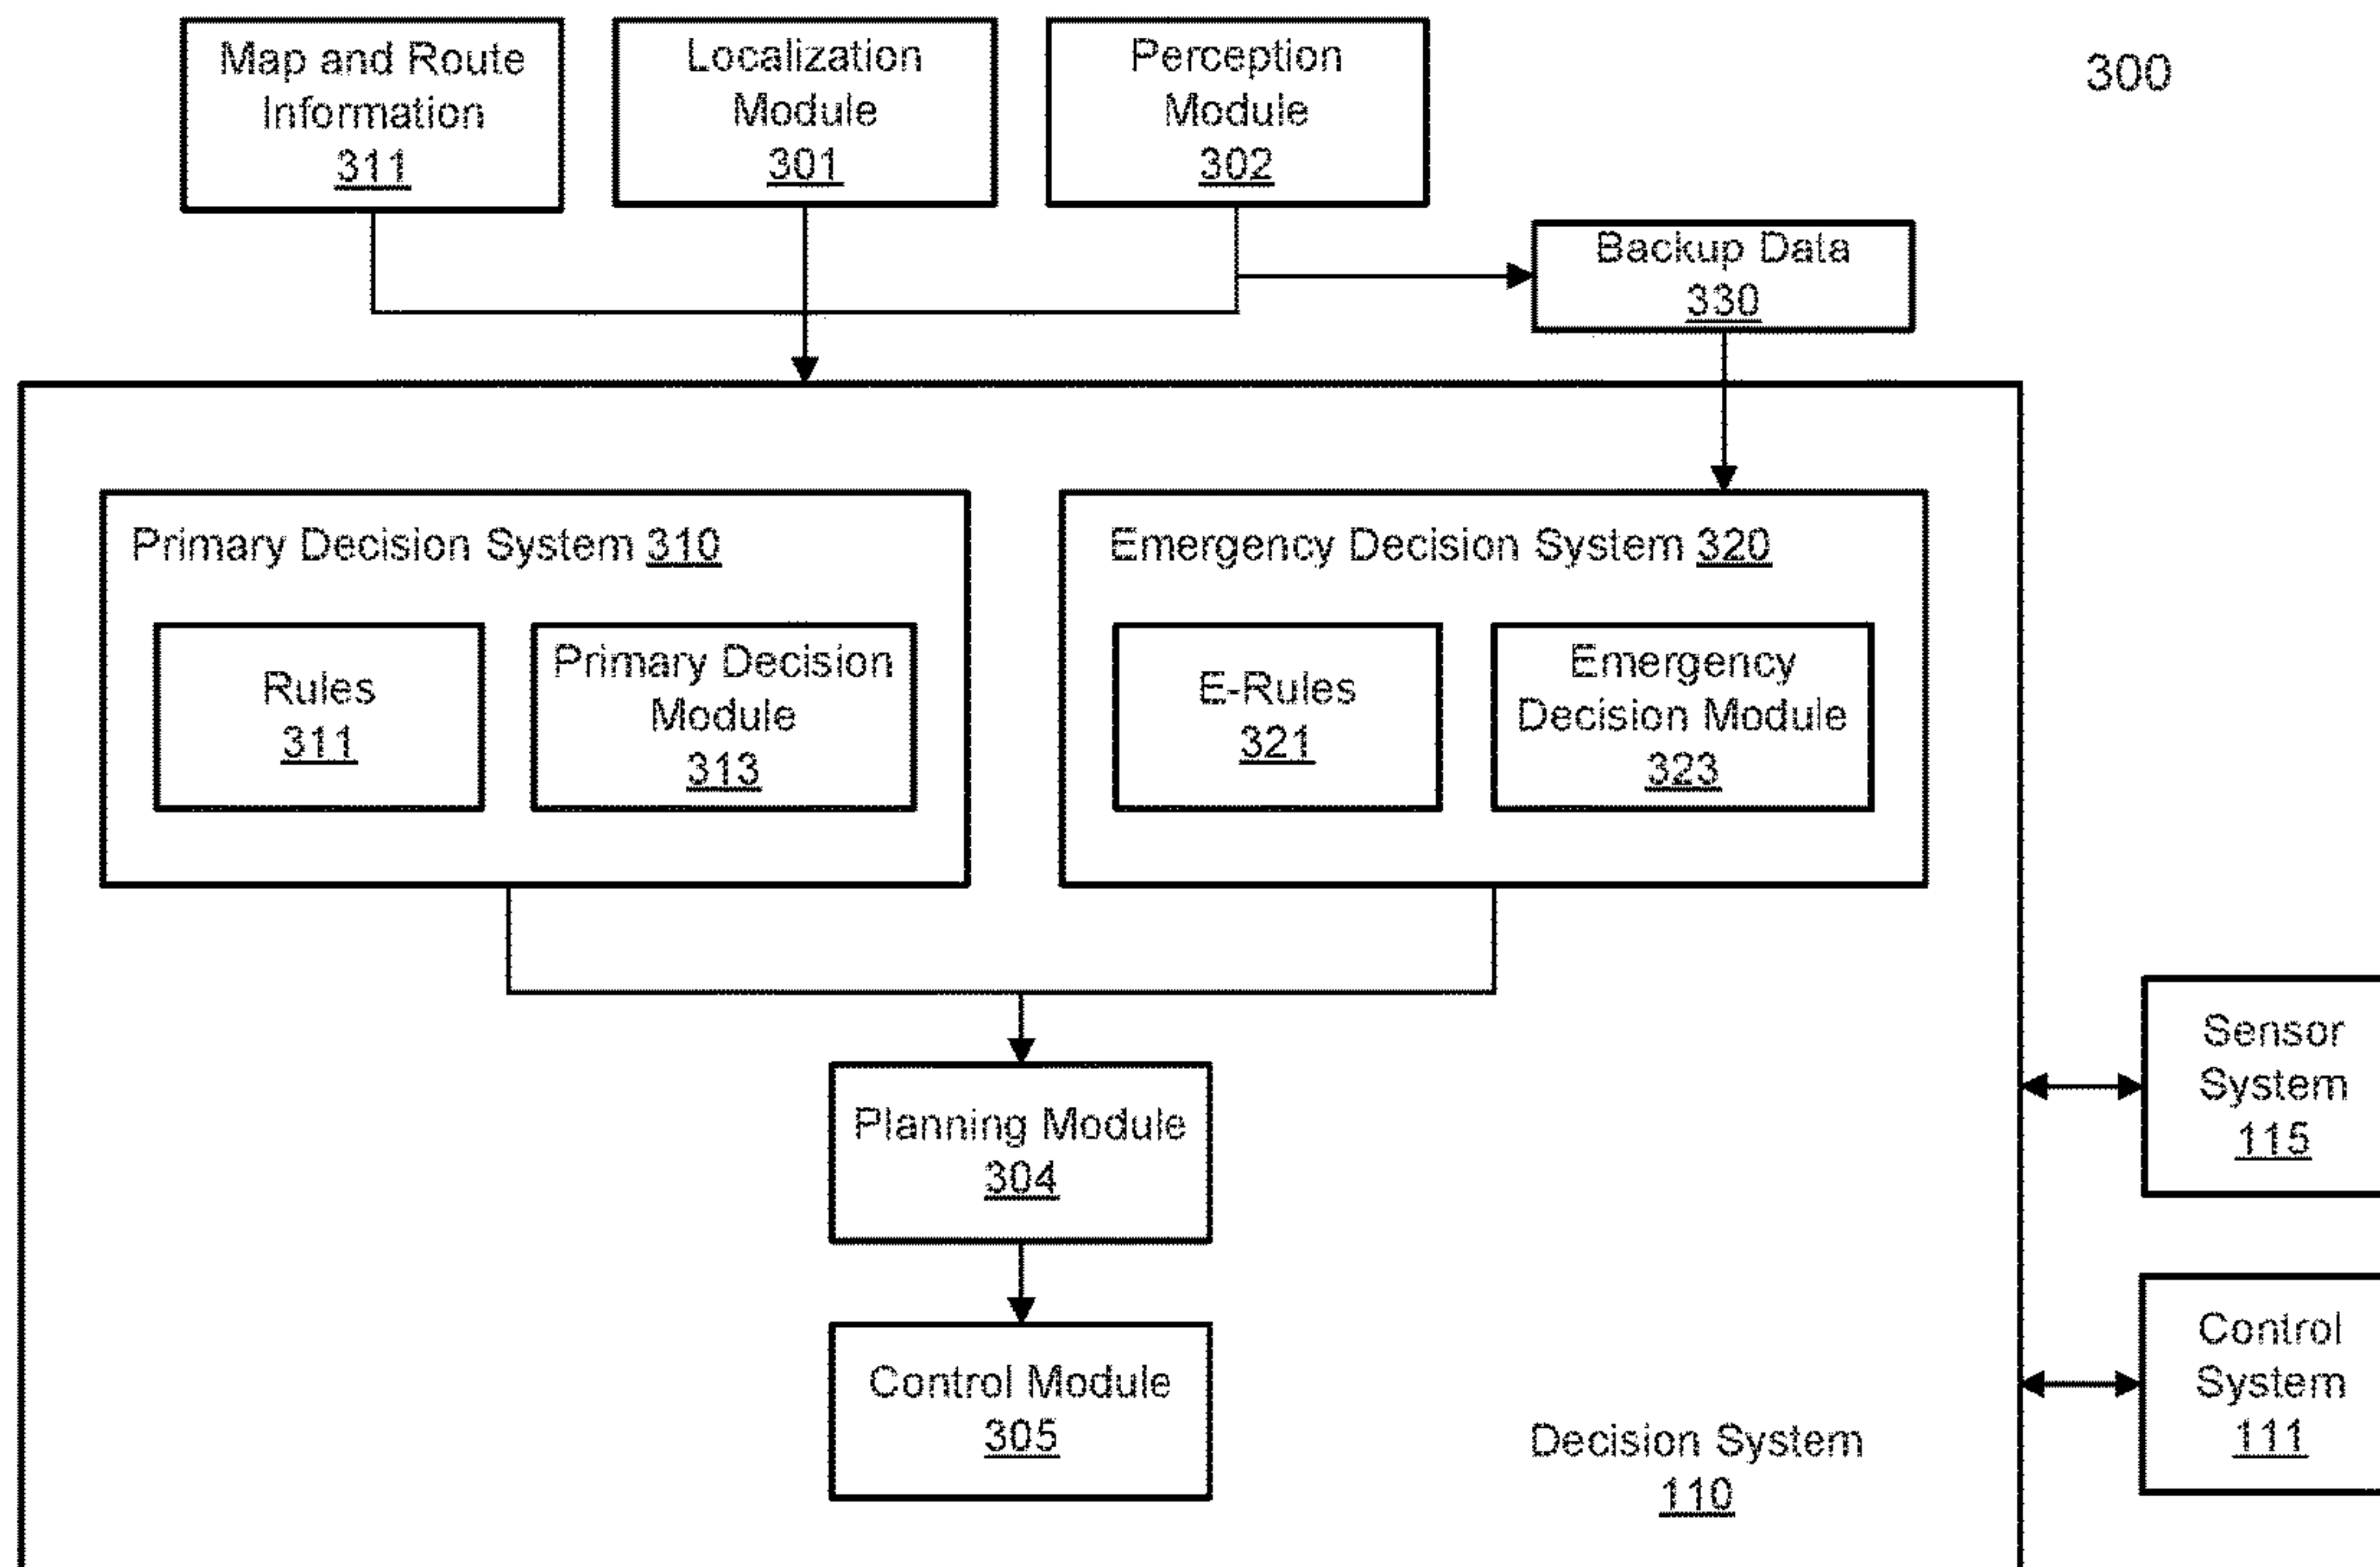 Map and Route
Information
311
Localization
Module
301
Perception
Module
302
300
Backup Data
330
Primary Decision System 310
Rules
311
Primary Decision
Module
313
Emergency Decision System 320
E-Rules
321
Emergency
Decision Module
323
Planning Module
304
Control Module
305
Sensor
System
115
Control
System
111
Decision System
110